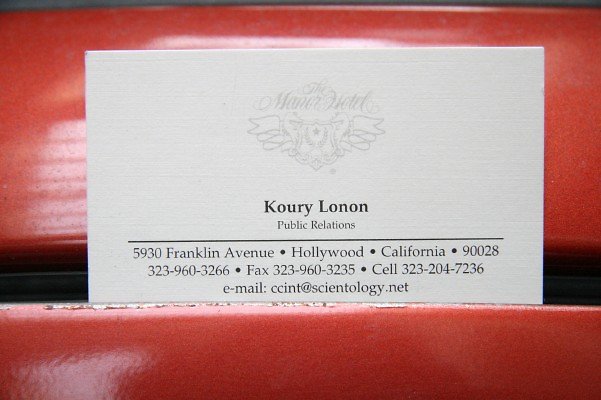 The
Manor Hotel
Koury Lonon
Public Relations
5930 Franklin Avenue • Hollywood • California • 90028
323-960-3266 • Fax 323-960-3235 • Cell 323-204-7236
e-mail: ccint@scientology.net